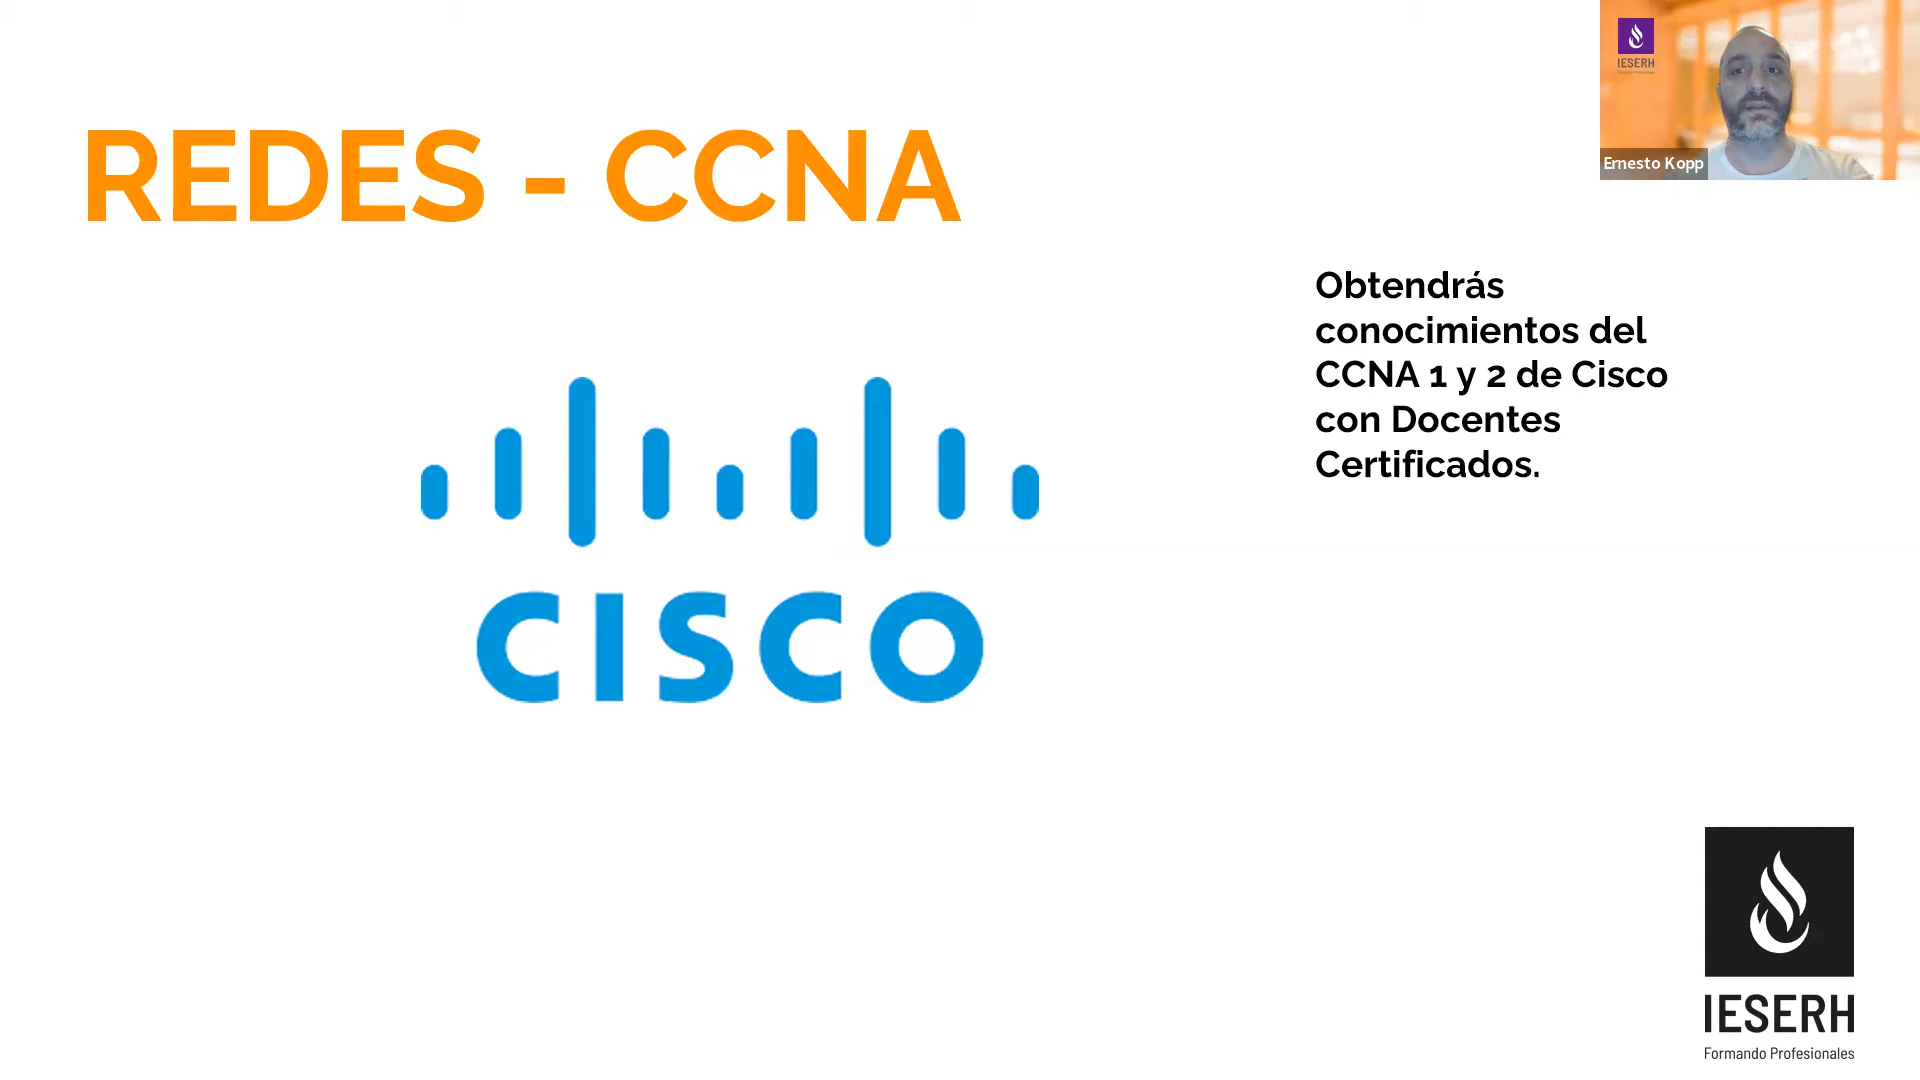 REDES - CCNA
IESERH
Ernesto Kopp
Obtendrás
conocimientos del
CCNA 1 y 2 de Cisco
con Docentes
Certificados.
CISCO
IESERH
Formando Profesionales